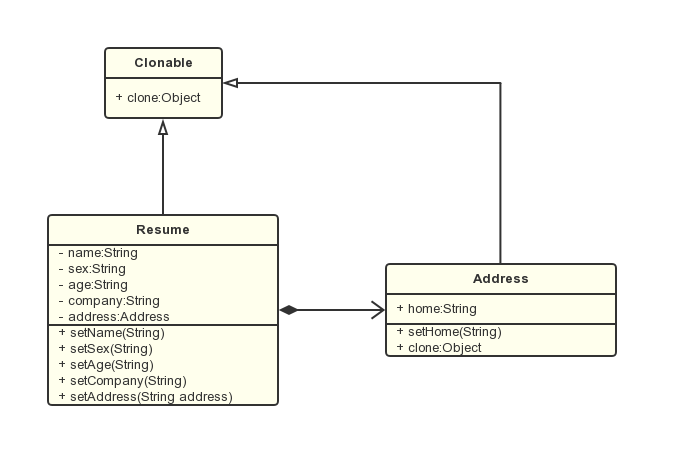 Clonable
+ clone:Object
Resume
- name:String
- sex:String
- age:String
- company:String
- address:Address
+ setName(String)
+ setSex(String)
+ setAge(String)
+ setCompany(String)
+ setAddress(String address)
Address
+ home:String
+ setHome(String)
+ clone:Object